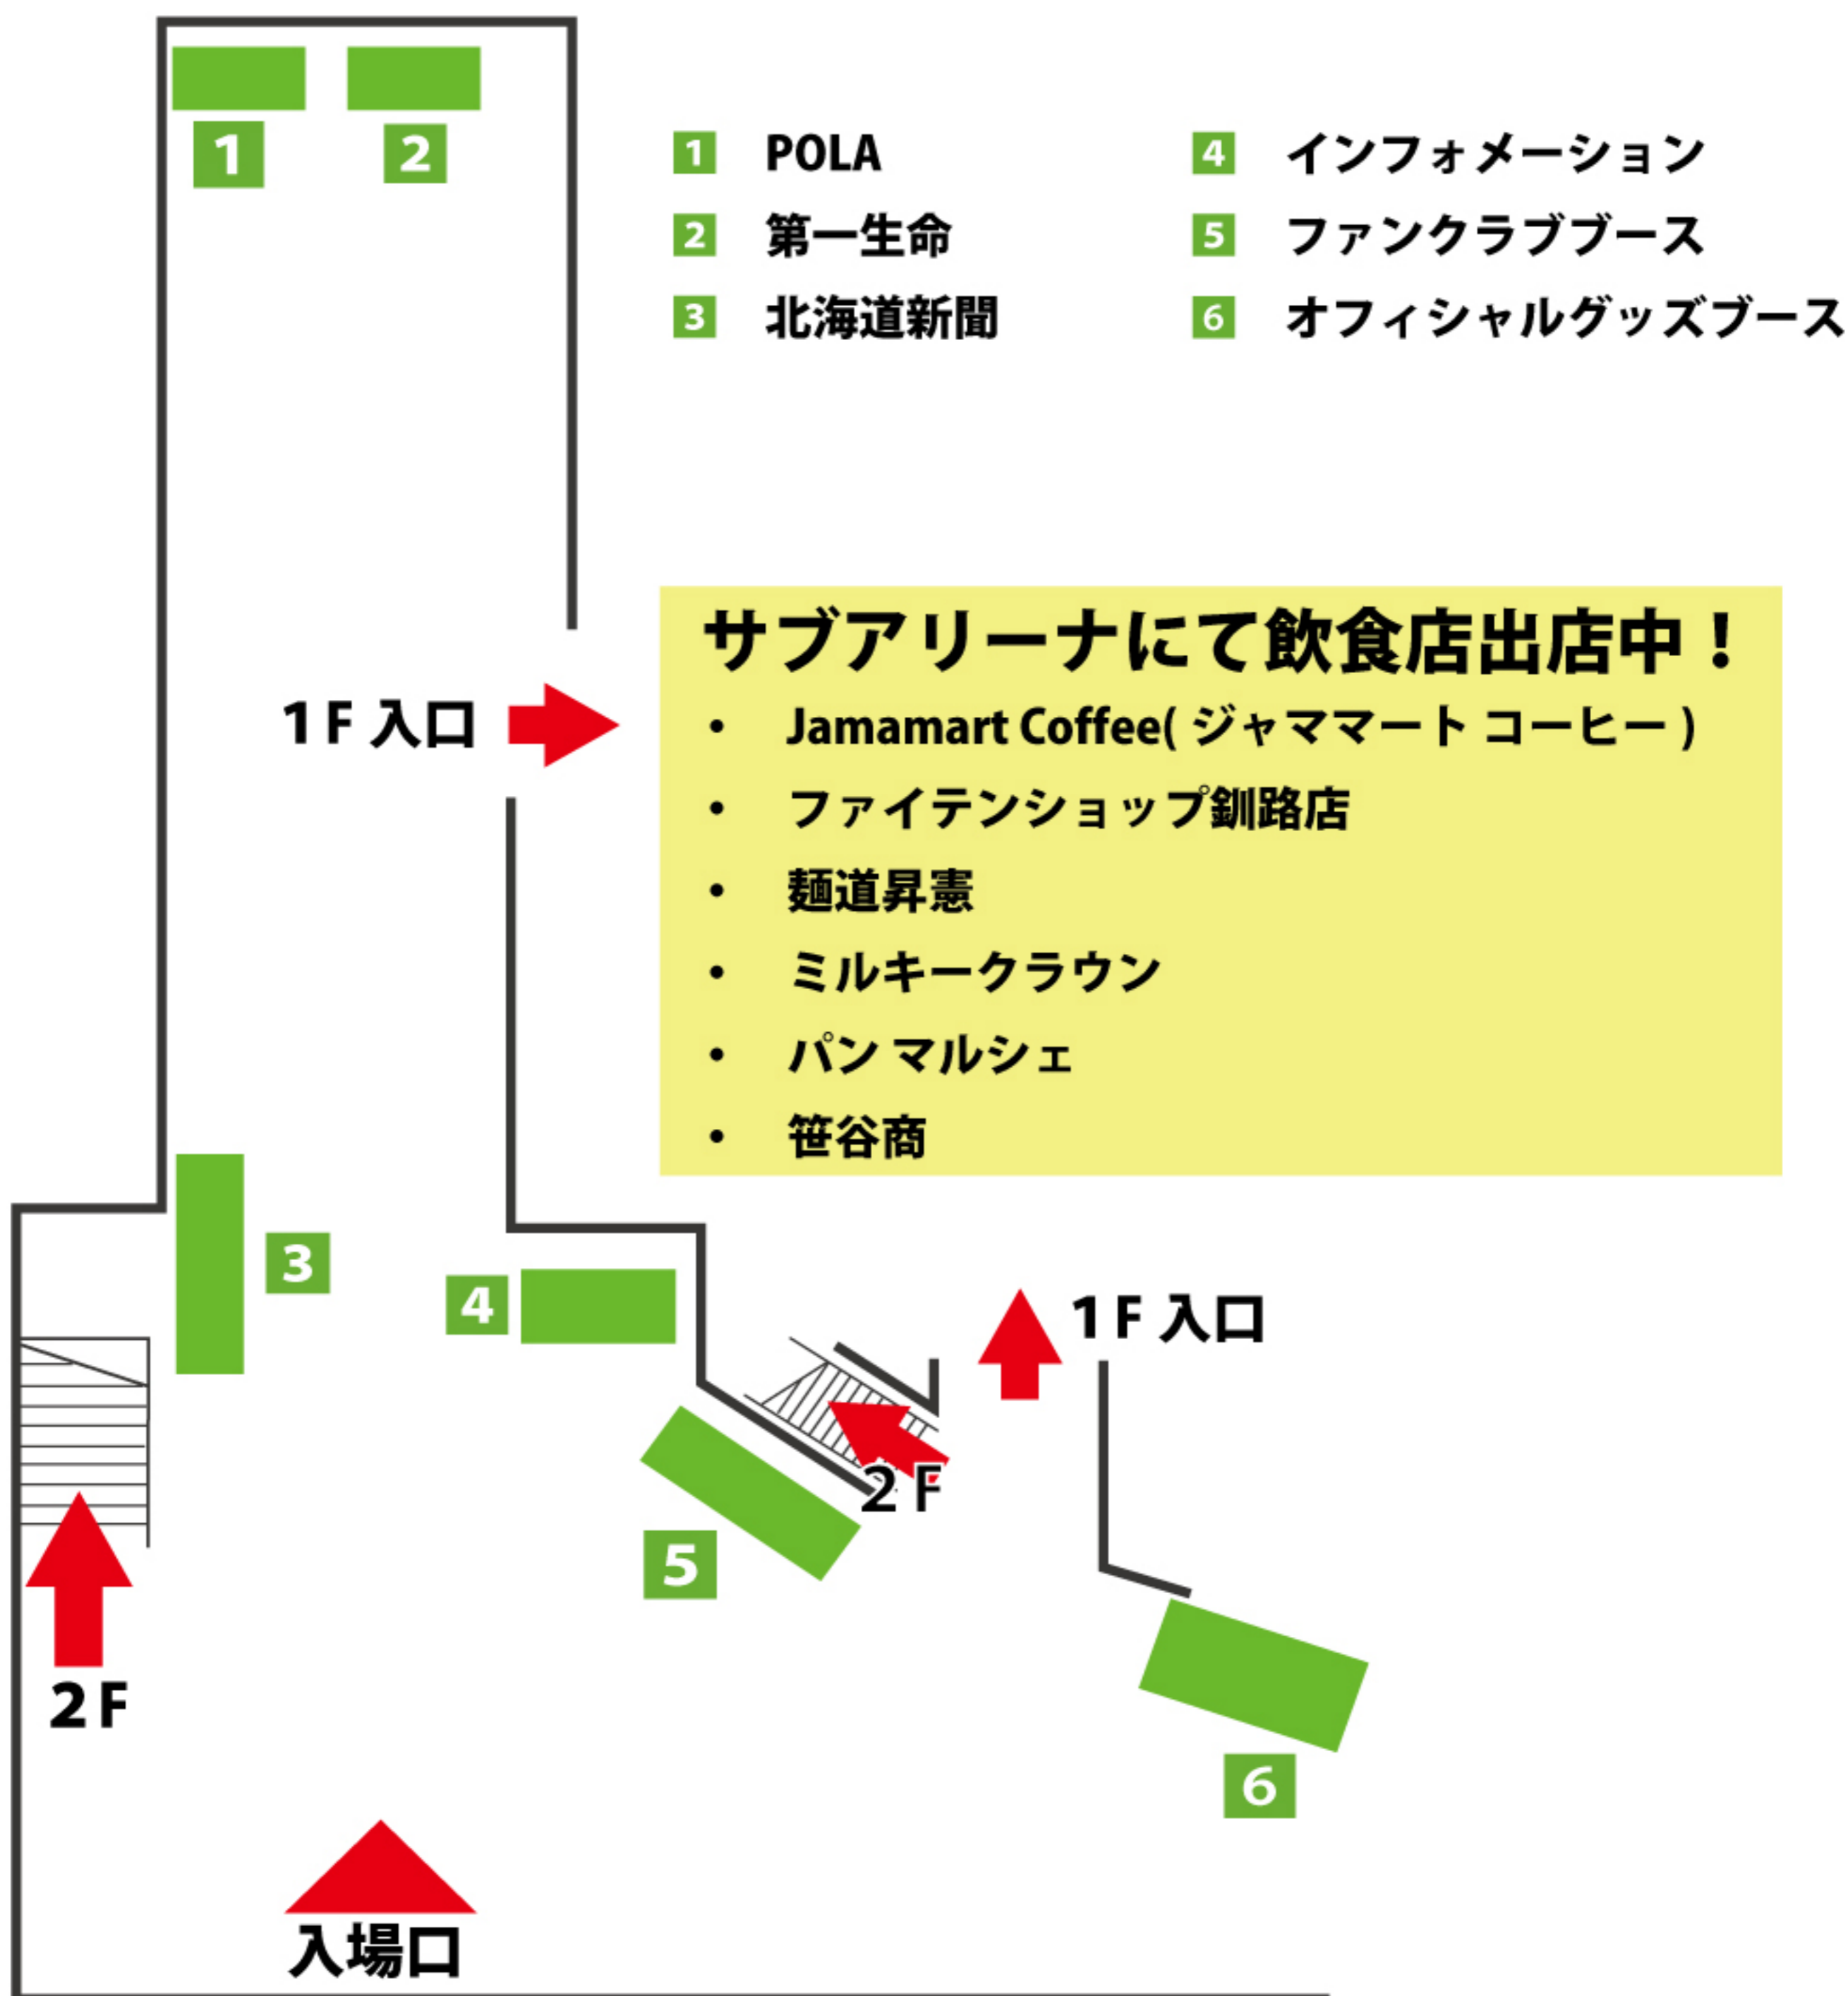 1
2
1 POLA
2 第一生命
3 北海道新聞
4 インフォメーション
5 ファンクラブブース
6 オフィシャルグッズブース
サブアリーナにて飲食店出店中！
• Jamamart Coffee( ジャママート コーヒー )
• ファイテンショップ釧路店
• 麺道昇憲
• ミルキークラウン
• パン マルシェ
• 笹谷商
1F 入口
3
4
1F 入口
2F
5
2F
6
入場口